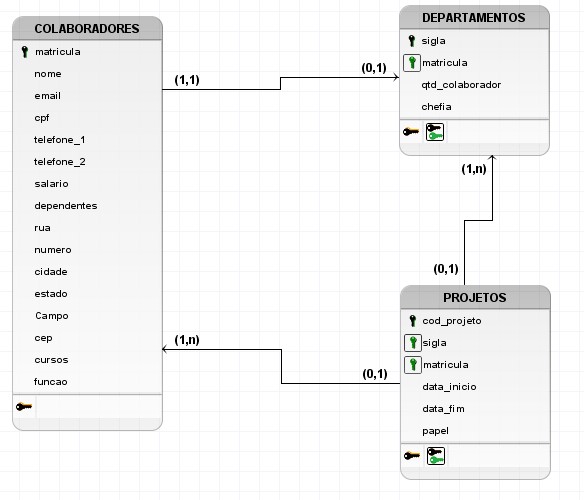 COLABORADORES
matricula
nome
email
cpf
telefone_1
telefone_2
salario
dependentes
rua
numero
cidade
estado
Campo
cep
cursos
funcao
(1,1)
(0,1)
DEPARTAMENTOS
sigla
matricula
qtd_colaborador
chefia
(1,n)
(0,1)
(1,n)
(0,1)
PROJETOS
cod_projeto
sigla
matricula
data_inicio
data_fim
papel